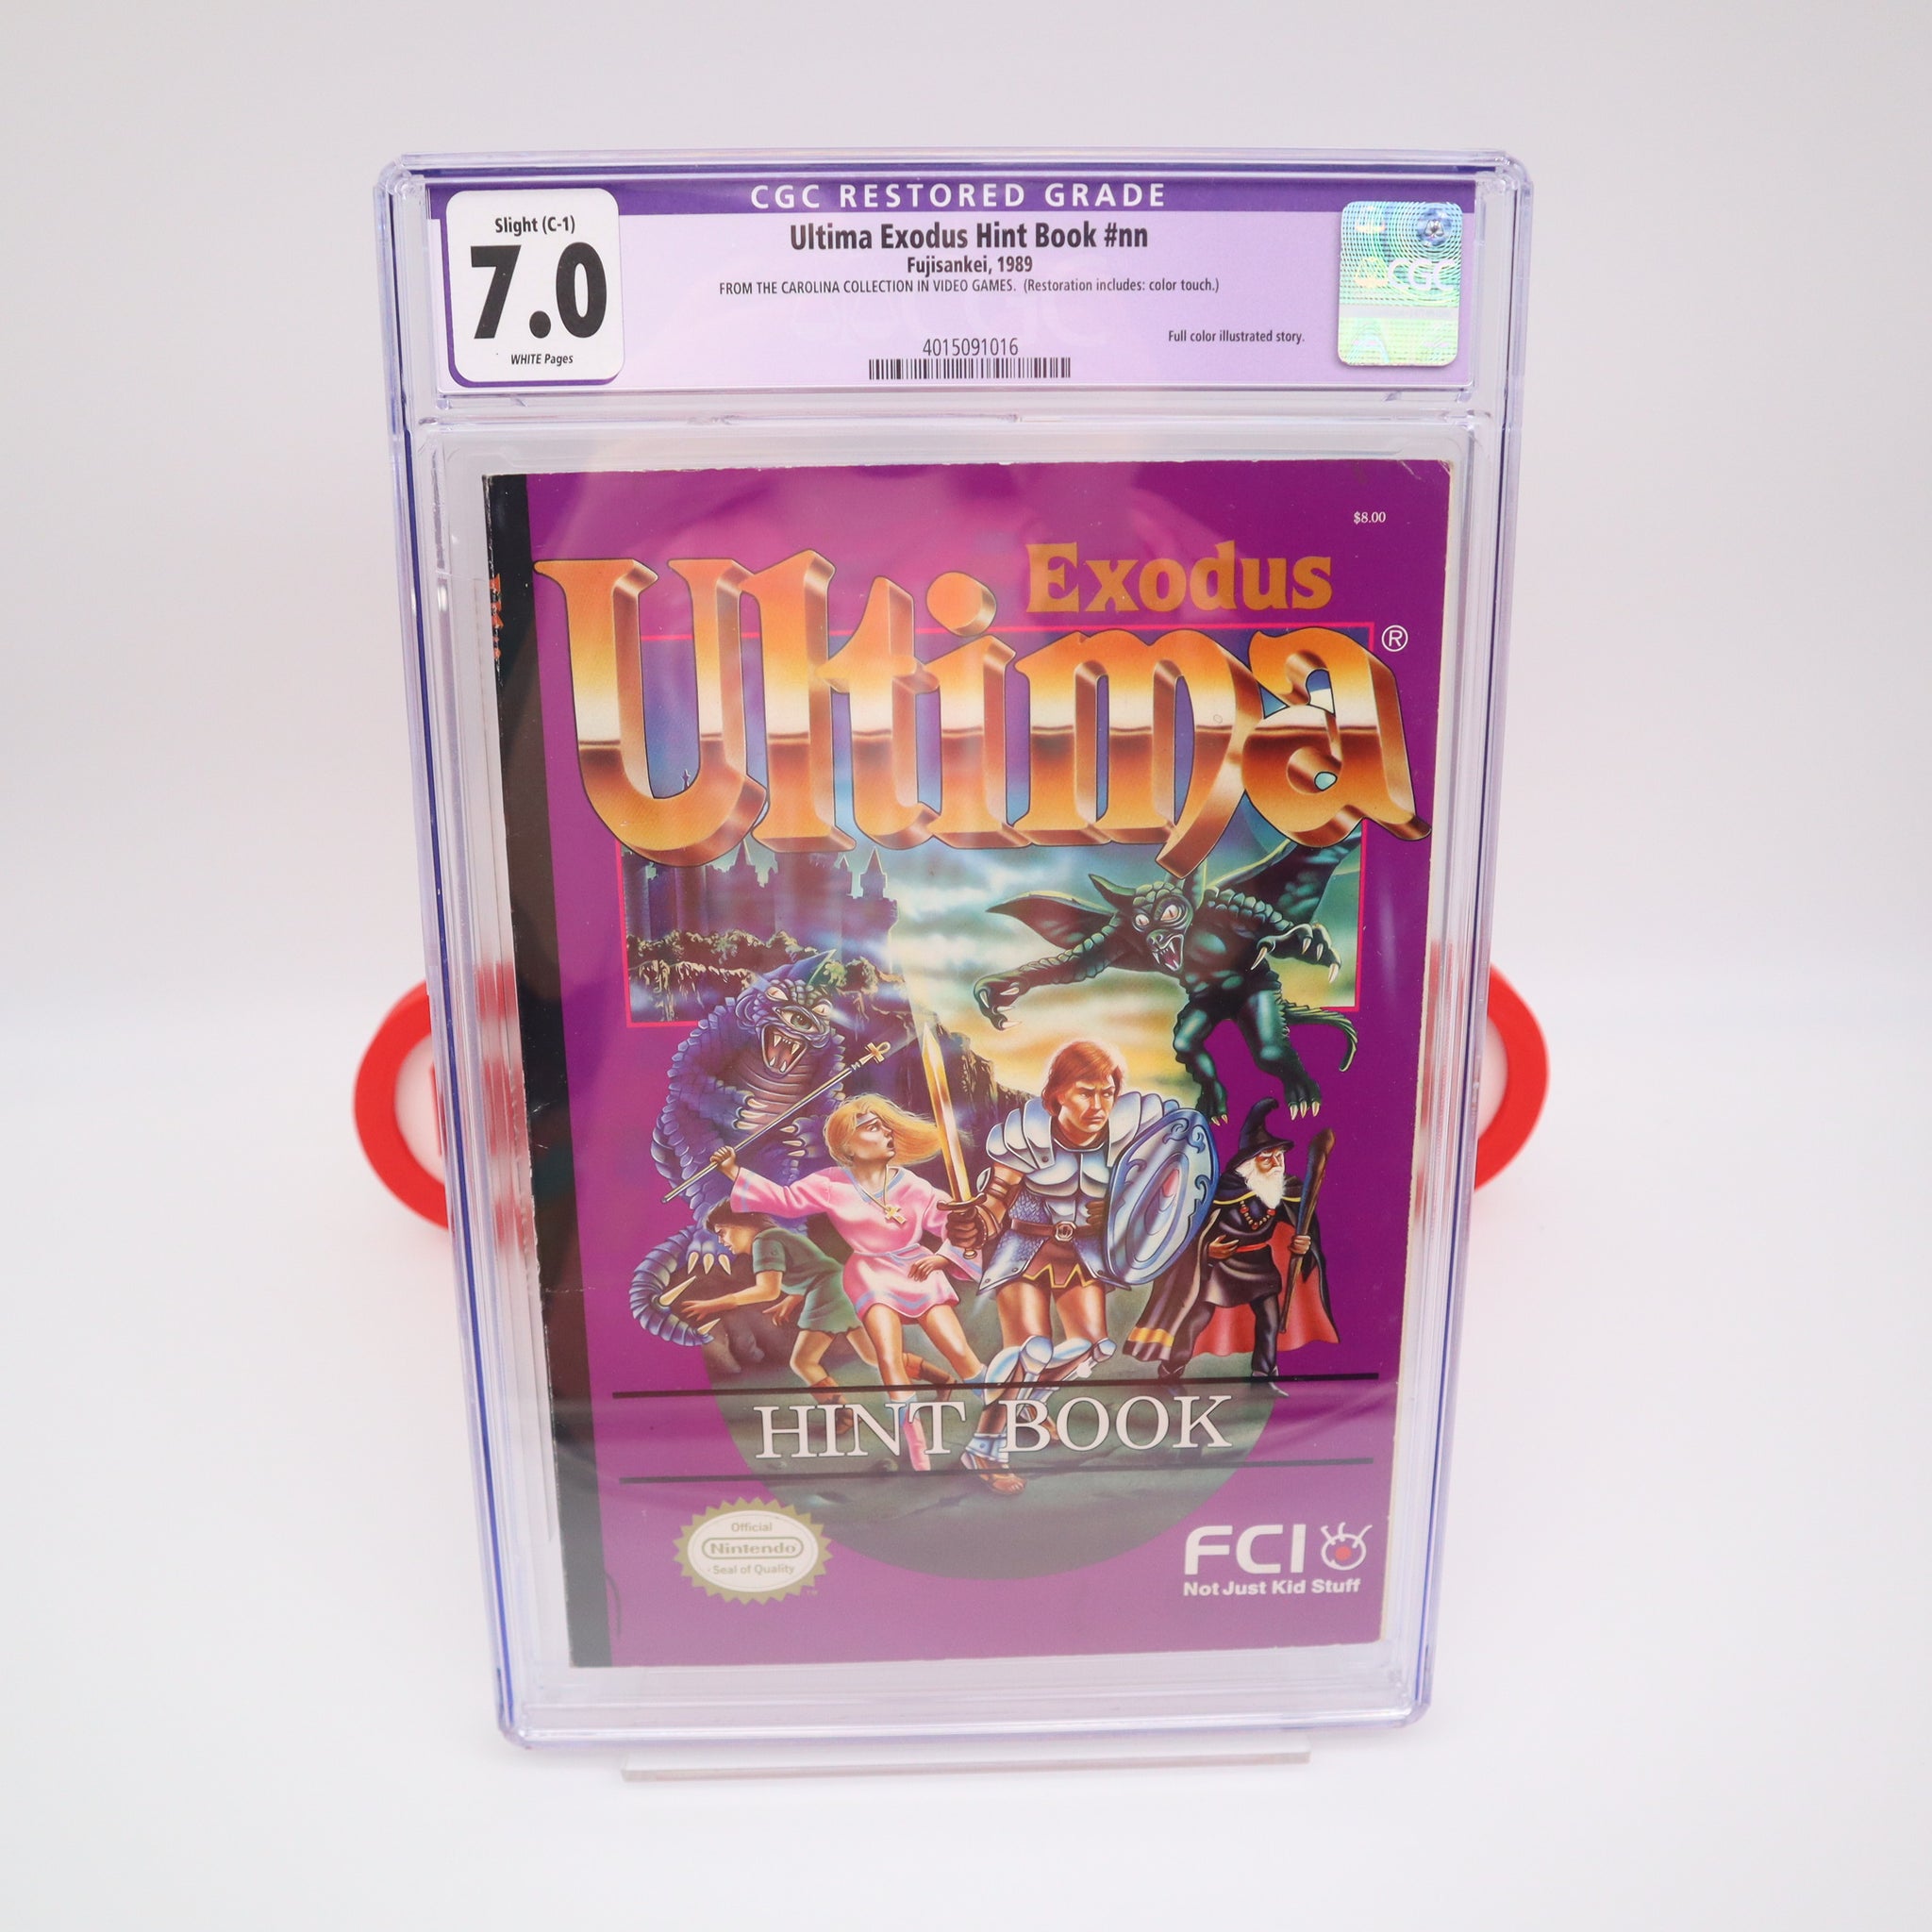 CGC RESTORED GRADE
Slight (C-1)
7.0
WHITE Pages
Ultima Exodus Hint Book #nn
Fujisankei, 1989
FROM THE CAROLINA COLLECTION IN VIDEO GAMES. (Restoration includes: color touch.)
Full color illustrated story.
4015091016
CGC
$8.00
Exodus
Ultima®
HINT BOOK
Official
Nintendo
Seal of Quality
FCI
Not Just Kid Stuff